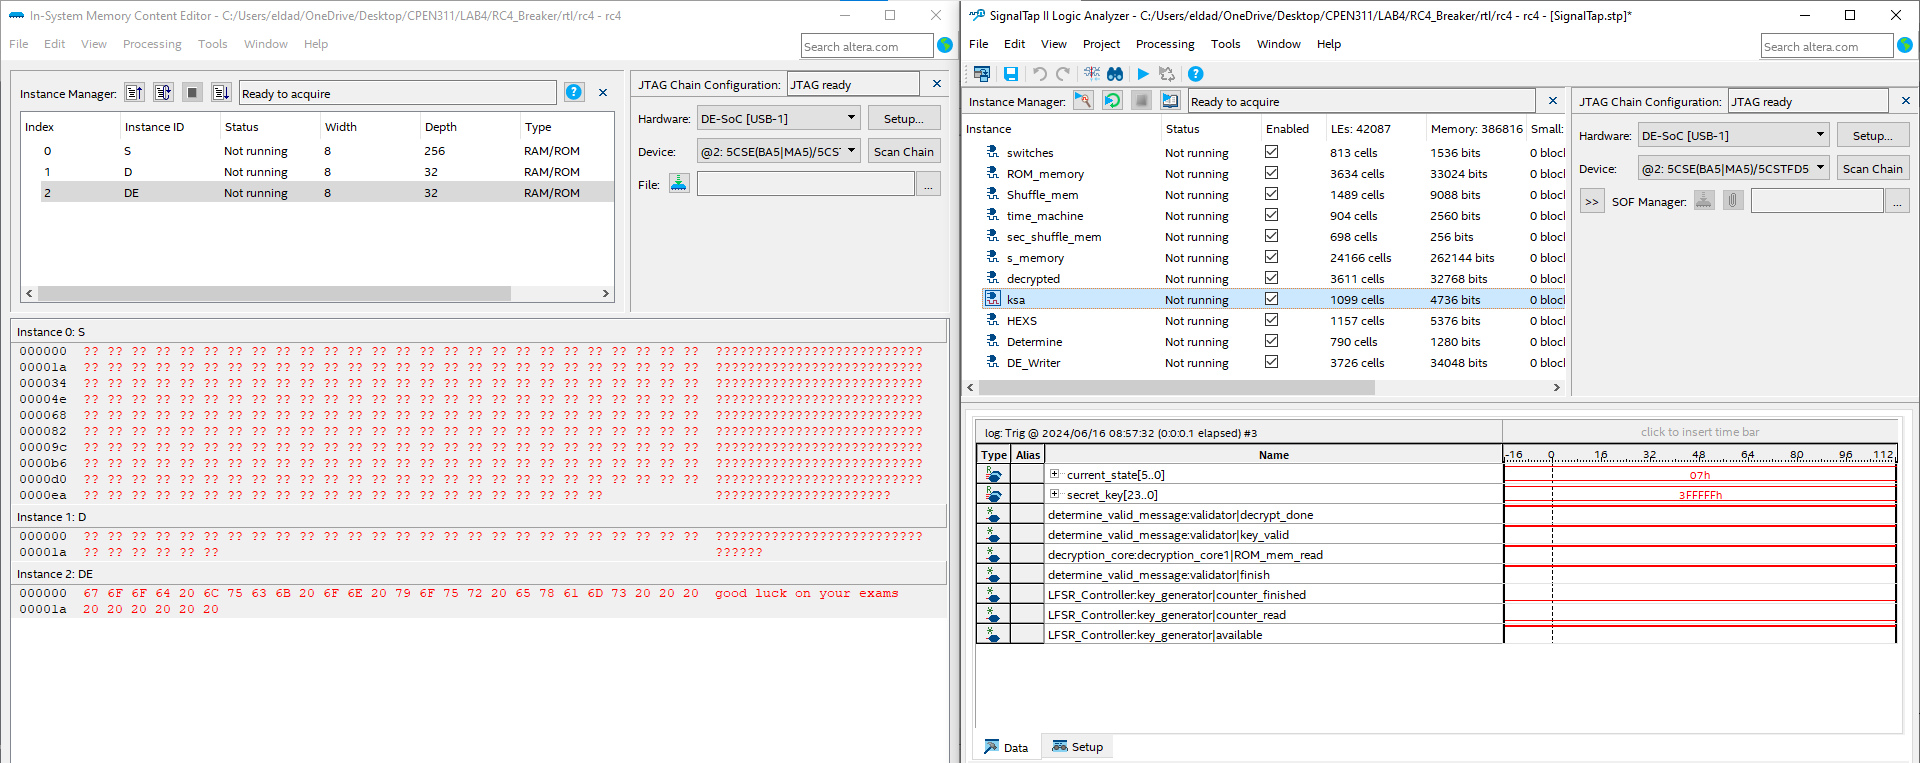 In-System Memory Content Editor - C:/Users/eldad/OneDrive/Desktop/CPEN311/LAB4/RC4_Breaker/rtl/rc4 - rc4
File Edit View Processing Tools Window Help
Search altera.com
Instance Manager: Ready to acquire
Index Instance ID Status Width Depth Type
0 S Not running 8 256 RAM/ROM
1 D Not running 8 32 RAM/ROM
2 DE Not running 8 32 RAM/ROM
JTAG Chain Configuration: JTAG ready
Hardware: DE-SoC [USB-1] Setup...
Device: @2: 5CSE(BA5|MA5)/5CS Scan Chain
File: ...
Instance 0: S
000000 ?? ?? ?? ?? ?? ?? ?? ?? ?? ?? ?? ?? ?? ?? ?? ?? ?? ?? ?? ?? ?? ?? ?? ?? ?? ?? ??????????????????????????
00001a ?? ?? ?? ?? ?? ?? ?? ?? ?? ?? ?? ?? ?? ?? ?? ?? ?? ?? ?? ?? ?? ?? ?? ?? ?? ?? ??????????????????????????
000034 ?? ?? ?? ?? ?? ?? ?? ?? ?? ?? ?? ?? ?? ?? ?? ?? ?? ?? ?? ?? ?? ?? ?? ?? ?? ?? ??????????????????????????
00004e ?? ?? ?? ?? ?? ?? ?? ?? ?? ?? ?? ?? ?? ?? ?? ?? ?? ?? ?? ?? ?? ?? ?? ?? ?? ?? ??????????????????????????
000068 ?? ?? ?? ?? ?? ?? ?? ?? ?? ?? ?? ?? ?? ?? ?? ?? ?? ?? ?? ?? ?? ?? ?? ?? ?? ?? ??????????????????????????
000082 ?? ?? ?? ?? ?? ?? ?? ?? ?? ?? ?? ?? ?? ?? ?? ?? ?? ?? ?? ?? ?? ?? ?? ?? ?? ?? ??????????????????????????
00009c ?? ?? ?? ?? ?? ?? ?? ?? ?? ?? ?? ?? ?? ?? ?? ?? ?? ?? ?? ?? ?? ?? ?? ?? ?? ?? ??????????????????????????
0000b6 ?? ?? ?? ?? ?? ?? ?? ?? ?? ?? ?? ?? ?? ?? ?? ?? ?? ?? ?? ?? ?? ?? ?? ?? ?? ?? ??????????????????????????
0000d0 ?? ?? ?? ?? ?? ?? ?? ?? ?? ?? ?? ?? ?? ?? ?? ?? ?? ?? ?? ?? ?? ?? ?? ?? ?? ?? ??????????????????????????
0000ea ?? ?? ?? ?? ?? ?? ?? ?? ?? ?? ?? ?? ?? ?? ?? ?? ?? ?? ?? ?? ?? ?? ??????????????????????
Instance 1: D
000000 ?? ?? ?? ?? ?? ?? ?? ?? ?? ?? ?? ?? ?? ?? ?? ?? ?? ?? ?? ?? ?? ?? ?? ?? ?? ?? ??????????????????????????
00001a ?? ?? ?? ?? ?? ?? ??????
Instance 2: DE
000000 67 6F 6F 64 20 6C 75 63 6B 20 6F 6E 20 79 6F 75 72 20 65 78 61 6D 73 20 20 20 good luck on your exams
00001a 20 20 20 20 20 20
SignalTap II Logic Analyzer - C:/Users/eldad/OneDrive/Desktop/CPEN311/LAB4/RC4_Breaker/rtl/rc4 - rc4 - [SignalTap.stp]*
File Edit View Project Processing Tools Window Help
Search altera.com
Instance Manager: Ready to acquire
Instance Status Enabled LEs: 42087 Memory: 386816 Small:
switches Not running 813 cells 1536 bits 0 bloc
ROM_memory Not running 3634 cells 33024 bits 0 bloc
Shuffle_mem Not running 1489 cells 9088 bits 0 bloc
time_machine Not running 904 cells 2560 bits 0 bloc
sec_shuffle_mem Not running 698 cells 256 bits 0 bloc
s_memory Not running 24166 cells 262144 bits 0 bloc
decrypted Not running 3611 cells 32768 bits 0 bloc
ksa Not running 1099 cells 4736 bits 0 bloc
HEXS Not running 1157 cells 5376 bits 0 bloc
Determine Not running 790 cells 1280 bits 0 bloc
DE_Writer Not running 3726 cells 34048 bits 0 bloc
JTAG Chain Configuration: JTAG ready
Hardware: DE-SoC [USB-1] Setup...
Device: @2: 5CSE(BA5|MA5)/5CSTFD5 Scan Chain
>> SOF Manager: ...
log: Trig @ 2024/06/16 08:57:32 (0:0:0.1 elapsed) #3 click to insert time bar
Type Alias Name -16 0 16 32 48 64 80 96 112
current_state[5..0] 07h
secret_key[23..0] 3FFFFFh
determine_valid_message:validator|decrypt_done
determine_valid_message:validator|key_valid
decryption_core:decryption_core1|ROM_mem_read
determine_valid_message:validator|finish
LFSR_Controller:key_generator|counter_finished
LFSR_Controller:key_generator|counter_read
LFSR_Controller:key_generator|available
Data Setup